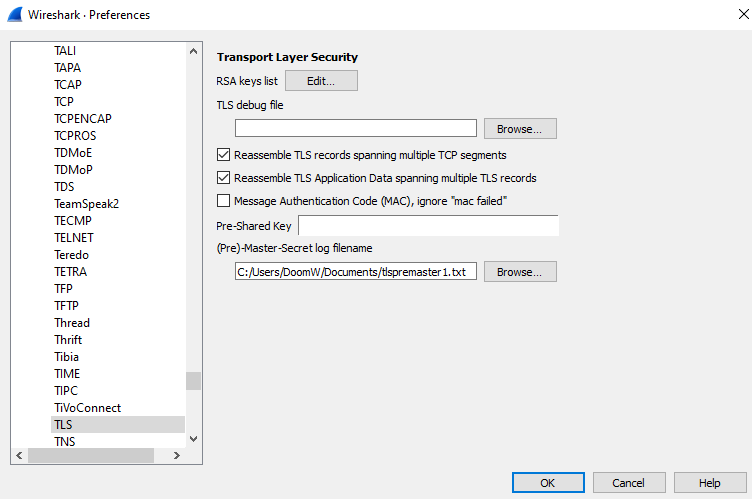 Wireshark · Preferences
TALI
TAPA
TCAP
TCP
TCPENCAP
TCPROS
TDMoE
TDMoP
TDS
TeamSpeak2
TECMP
TELNET
Teredo
TETRA
TFP
TFTP
Thread
Thrift
Tibia
TIME
TIPC
TiVoConnect
TLS
TNS
Transport Layer Security
RSA keys list Edit...
TLS debug file
Browse...
Reassemble TLS records spanning multiple TCP segments
Reassemble TLS Application Data spanning multiple TLS records
Message Authentication Code (MAC), ignore "mac failed"
Pre-Shared Key
(Pre)-Master-Secret log filename
C:/Users/DoomW/Documents/tlspremaster1.txt Browse...
OK Cancel Help